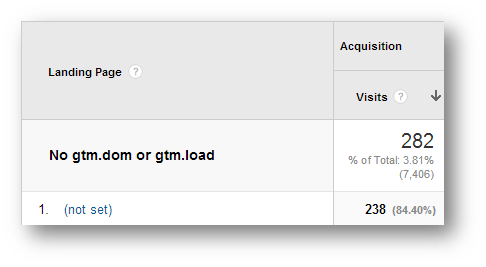 Acquisition
Landing Page ?
Visits ?
No gtm.dom or gtm.load
282
% of Total: 3.81%
(7,406)
1. (not set) 238 (84.40%)